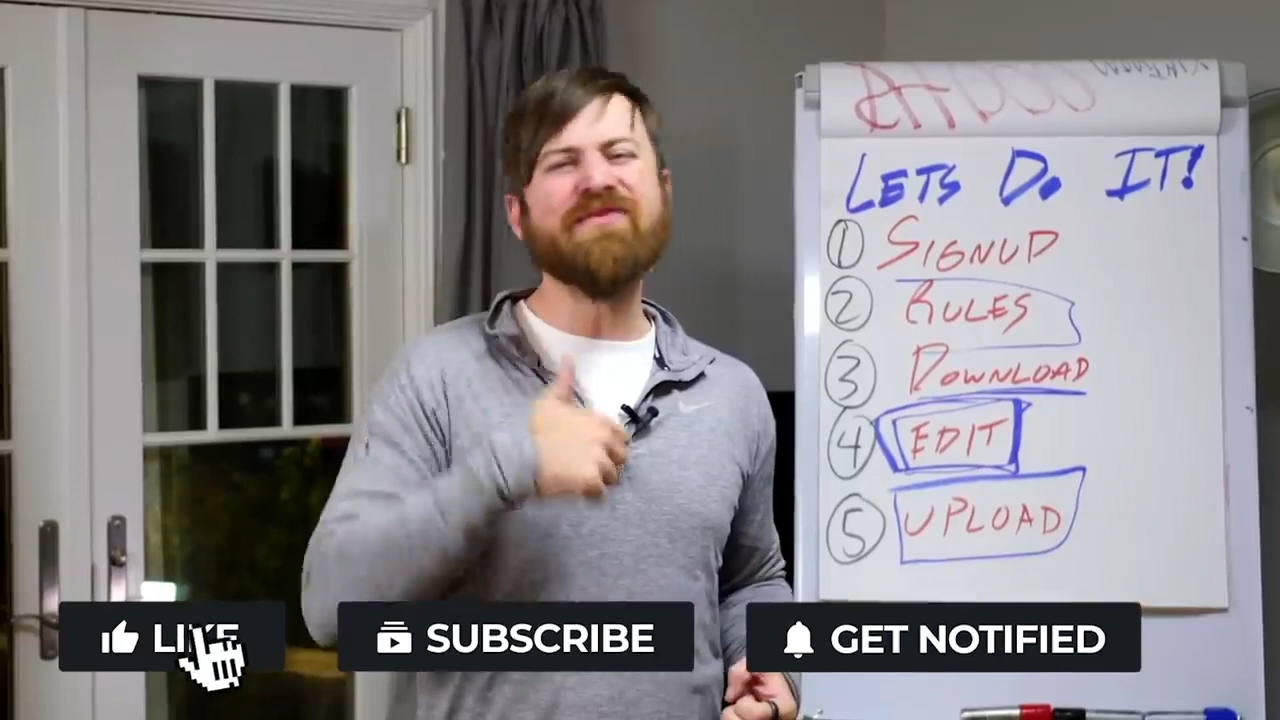 LETS DO IT!
1 SIGNUP
2 RULES
3 DOWNLOAD
4 EDIT
5 UPLOAD
LIKE
SUBSCRIBE
GET NOTIFIED